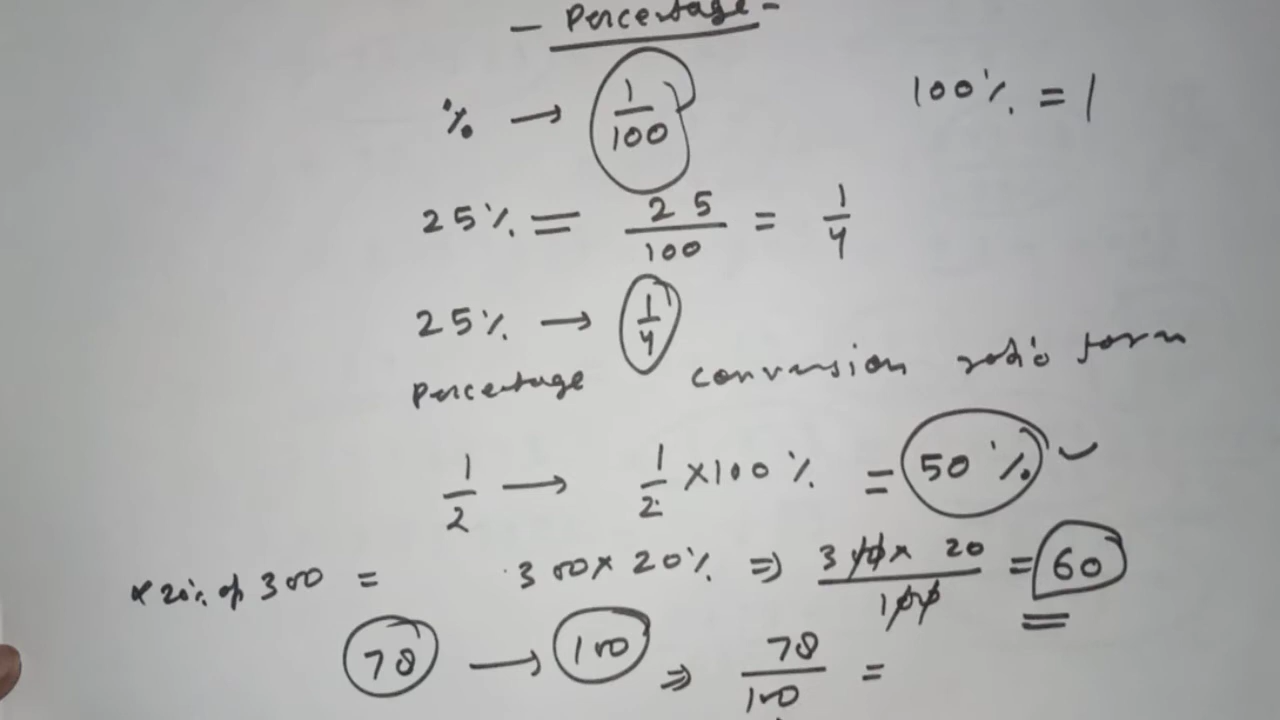 - Percentage -
% → 1/100 100% = 1
25% = 25/100 = 1/4
25% → 1/4
Percentage conversion ratio form
1/2 → 1/2 × 100% = 50%
20% of 300 = 300 × 20% ⇒ 300 × 20/100 = 60
78 → 100 ⇒ 78/100 =